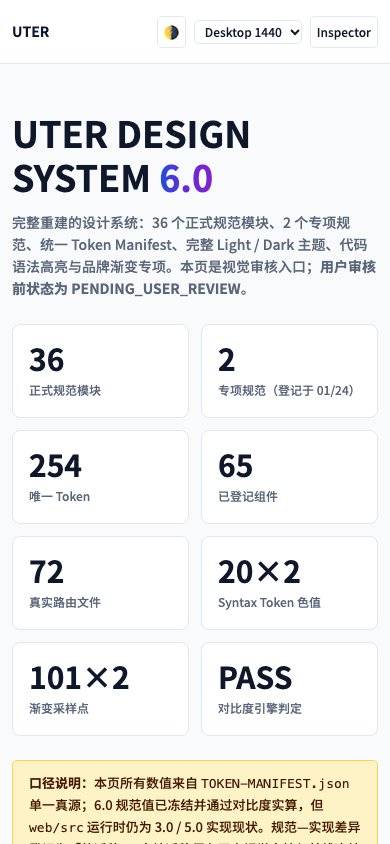 UTER
Desktop 1440
Inspector
UTER DESIGN
SYSTEM 6.0
完整重建的设计系统：36 个正式规范模块、2 个专项规
范、统一 Token Manifest、完整 Light / Dark 主题、代码
语法高亮与品牌渐变专项。本页是视觉审核入口；用户审核
前状态为 PENDING_USER_REVIEW。
36
正式规范模块
2
专项规范（登记于 01/24）
254
唯一 Token
65
已登记组件
72
真实路由文件
20×2
Syntax Token 色值
101×2
渐变采样点
PASS
对比度引擎判定
口径说明：本页所有数值来自 TOKEN-MANIFEST.json
单一真源；6.0 规范值已冻结并通过对比度实算，但
web/src 运行时仍为 3.0 / 5.0 实现现状。规范—实现差异